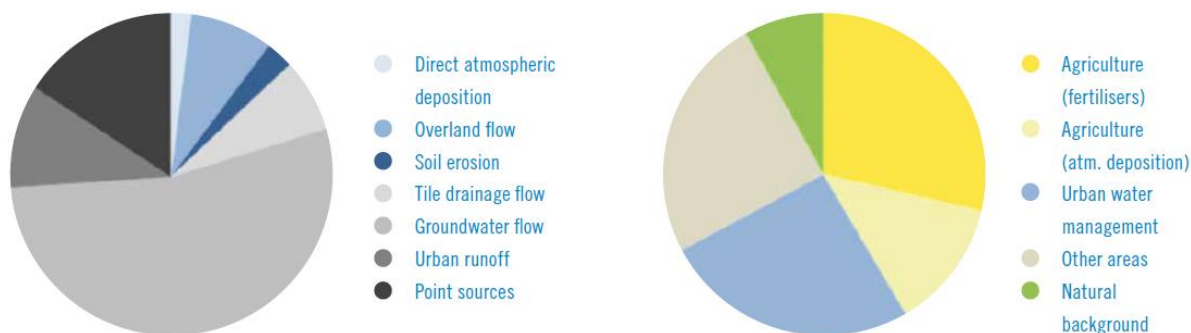 Direct atmospheric
deposition
Overland flow
Soil erosion
Tile drainage flow
Groundwater flow
Urban runoff
Point sources
Agriculture
(fertilisers)
Agriculture
(atm. deposition)
Urban water
management
Other areas
Natural
background